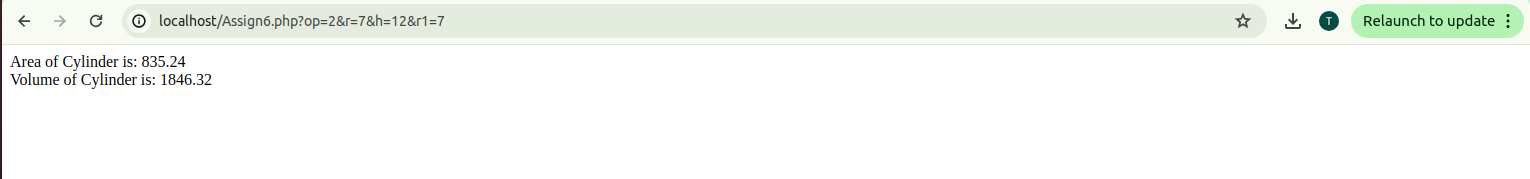 localhost/Assign6.php?op=2&r=7&h=12&r1=7
T
Relaunch to update
Area of Cylinder is: 835.24
Volume of Cylinder is: 1846.32